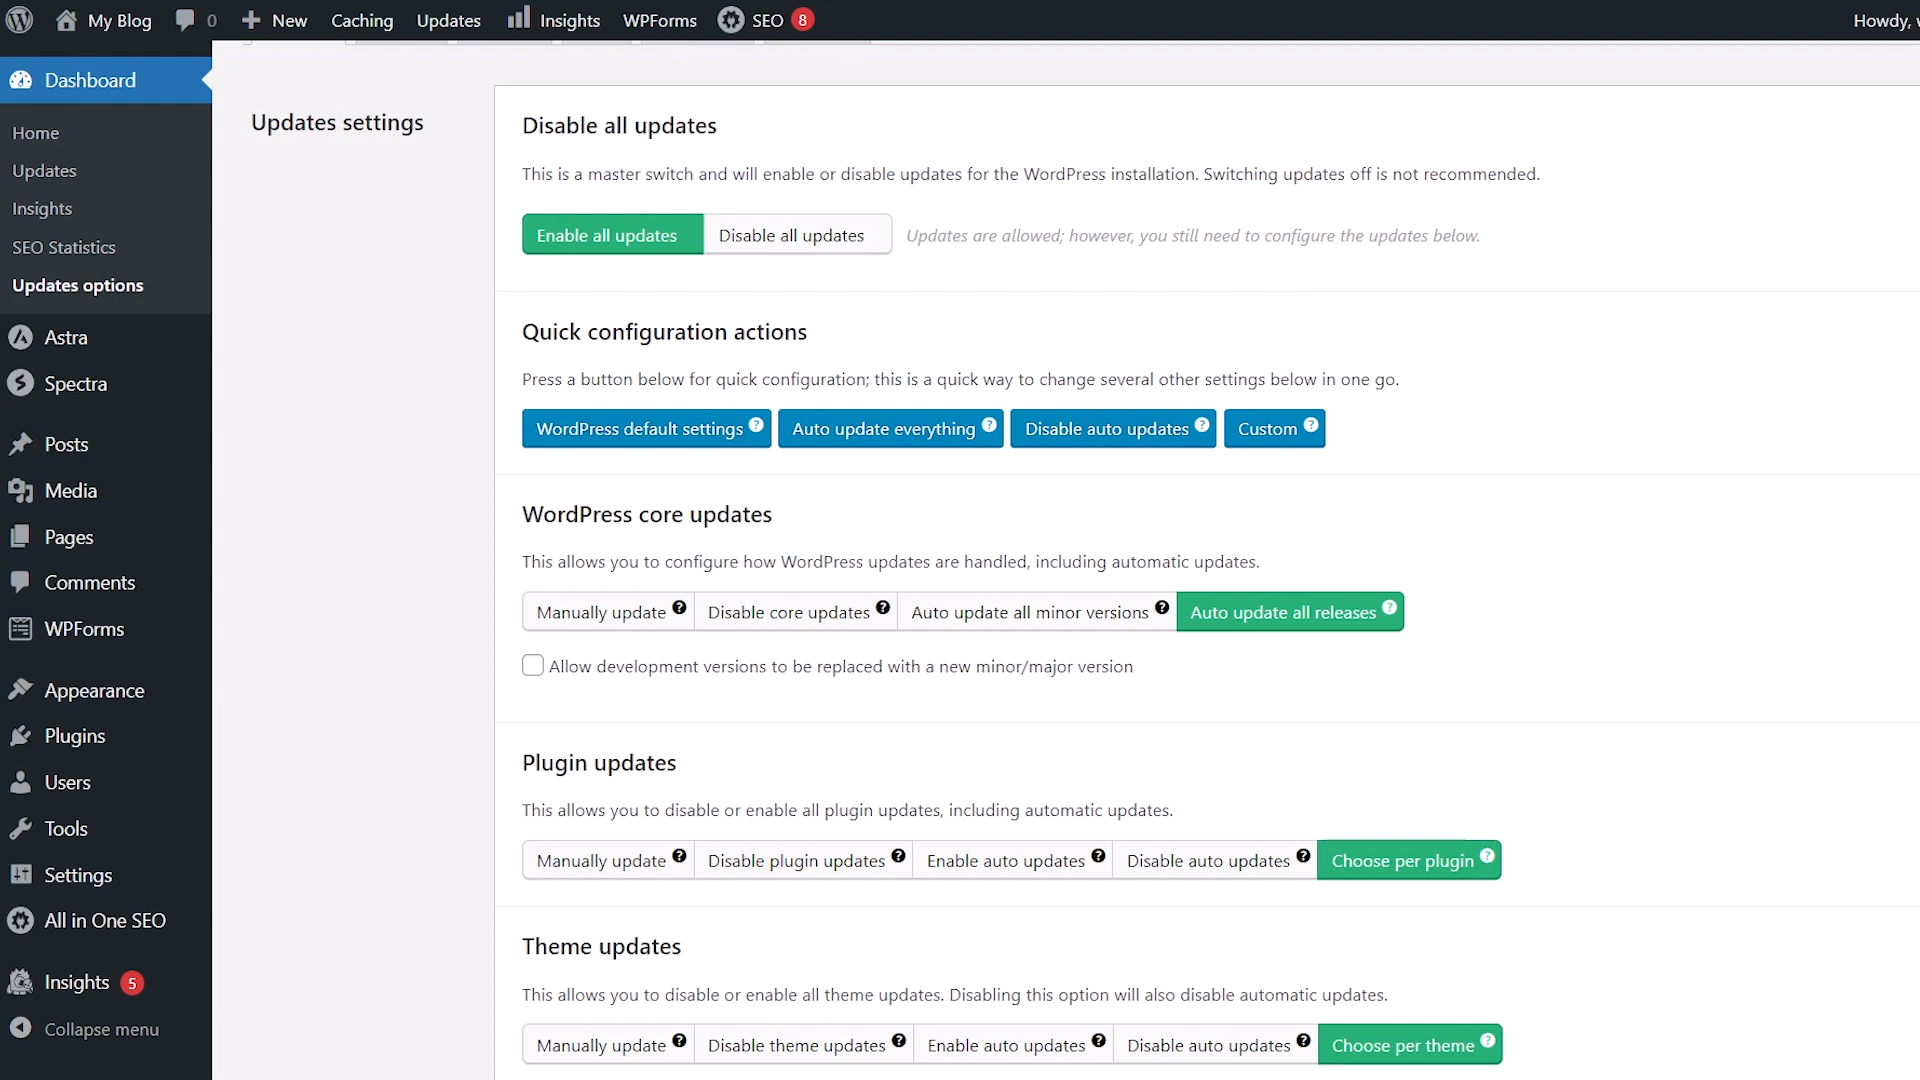 My Blog 0 New Caching Updates Insights WPForms SEO 8 Howdy,
Dashboard
Home
Updates
Insights
SEO Statistics
Updates options
Astra
Spectra
Posts
Media
Pages
Comments
WPForms
Appearance
Plugins
Users
Tools
Settings
All in One SEO
Insights 5
Collapse menu
Updates settings
Disable all updates
This is a master switch and will enable or disable updates for the WordPress installation. Switching updates off is not recommended.
Enable all updates Disable all updates Updates are allowed; however, you still need to configure the updates below.
Quick configuration actions
Press a button below for quick configuration; this is a quick way to change several other settings below in one go.
WordPress default settings ? Auto update everything ? Disable auto updates ? Custom ?
WordPress core updates
This allows you to configure how WordPress updates are handled, including automatic updates.
Manually update ? Disable core updates ? Auto update all minor versions ? Auto update all releases ?
Allow development versions to be replaced with a new minor/major version
Plugin updates
This allows you to disable or enable all plugin updates, including automatic updates.
Manually update ? Disable plugin updates ? Enable auto updates ? Disable auto updates ? Choose per plugin ?
Theme updates
This allows you to disable or enable all theme updates. Disabling this option will also disable automatic updates.
Manually update ? Disable theme updates ? Enable auto updates ? Disable auto updates ? Choose per theme ?